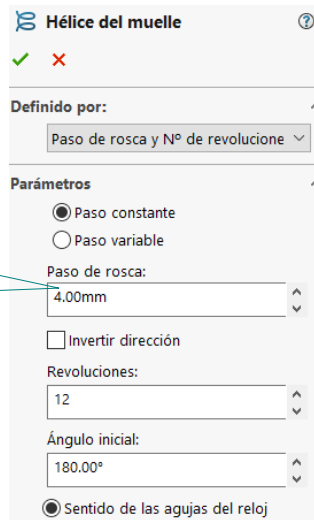 Hélice del muelle
Definido por:
Paso de rosca y Nº de revolucione
Parámetros
Paso constante
Paso variable
Paso de rosca:
4.00mm
Invertir dirección
Revoluciones:
12
Ángulo inicial:
180.00°
Sentido de las agujas del reloj